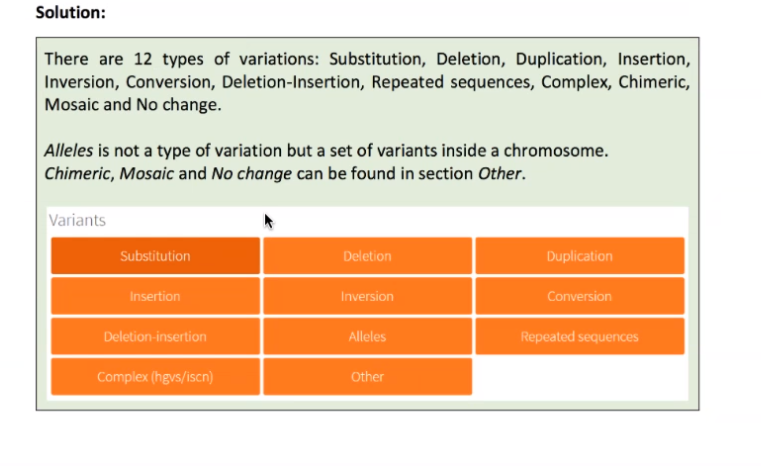 Solution:
There are 12 types of variations: Substitution, Deletion, Duplication, Insertion,
Inversion, Conversion, Deletion-Insertion, Repeated sequences, Complex, Chimeric,
Mosaic and No change.
Alleles is not a type of variation but a set of variants inside a chromosome.
Chimeric, Mosaic and No change can be found in section Other.
Variants
Substitution Deletion Duplication
Insertion Inversion Conversion
Deletion-insertion Alleles Repeated sequences
Complex (hgvs/iscn) Other